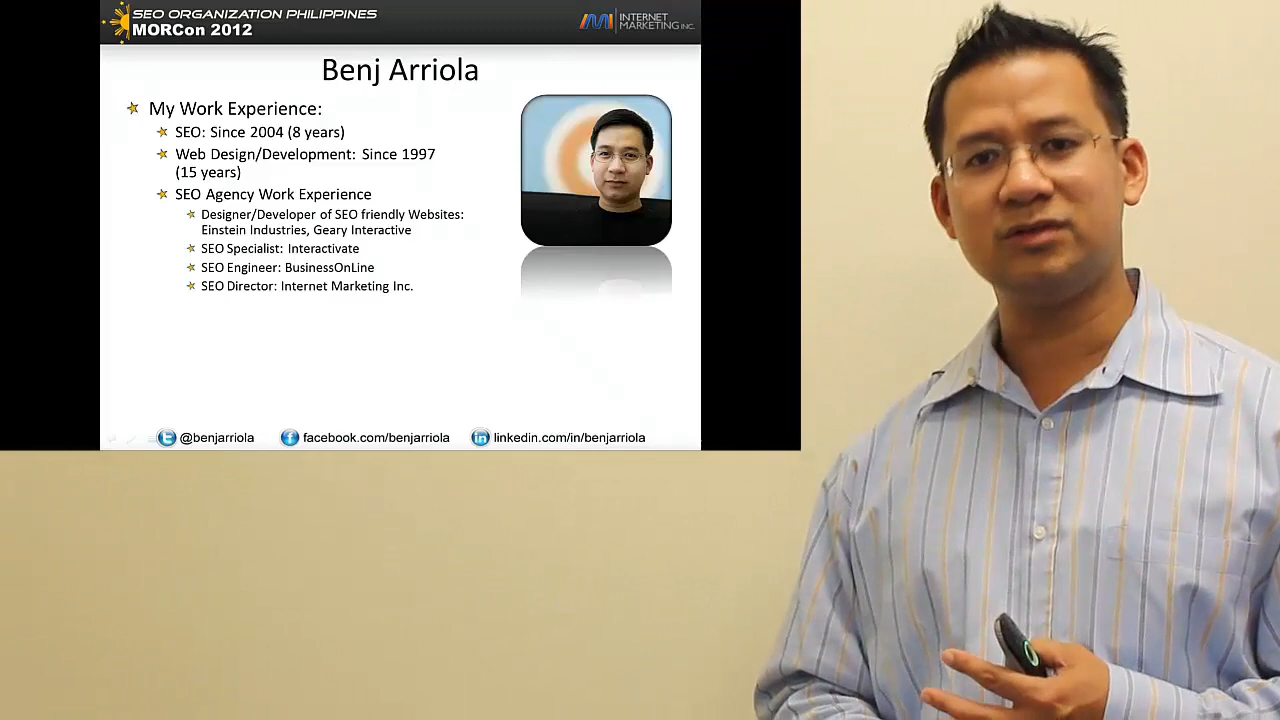 SEO ORGANIZATION PHILIPPINES
MORCon 2012
INTERNET
MARKETING INC.
Benj Arriola
My Work Experience:
SEO: Since 2004 (8 years)
Web Design/Development: Since 1997
(15 years)
SEO Agency Work Experience
Designer/Developer of SEO friendly Websites:
Einstein Industries, Geary Interactive
SEO Specialist: Interactivate
SEO Engineer: BusinessOnLine
SEO Director: Internet Marketing Inc.
@benjarriola facebook.com/benjarriola linkedin.com/in/benjarriola